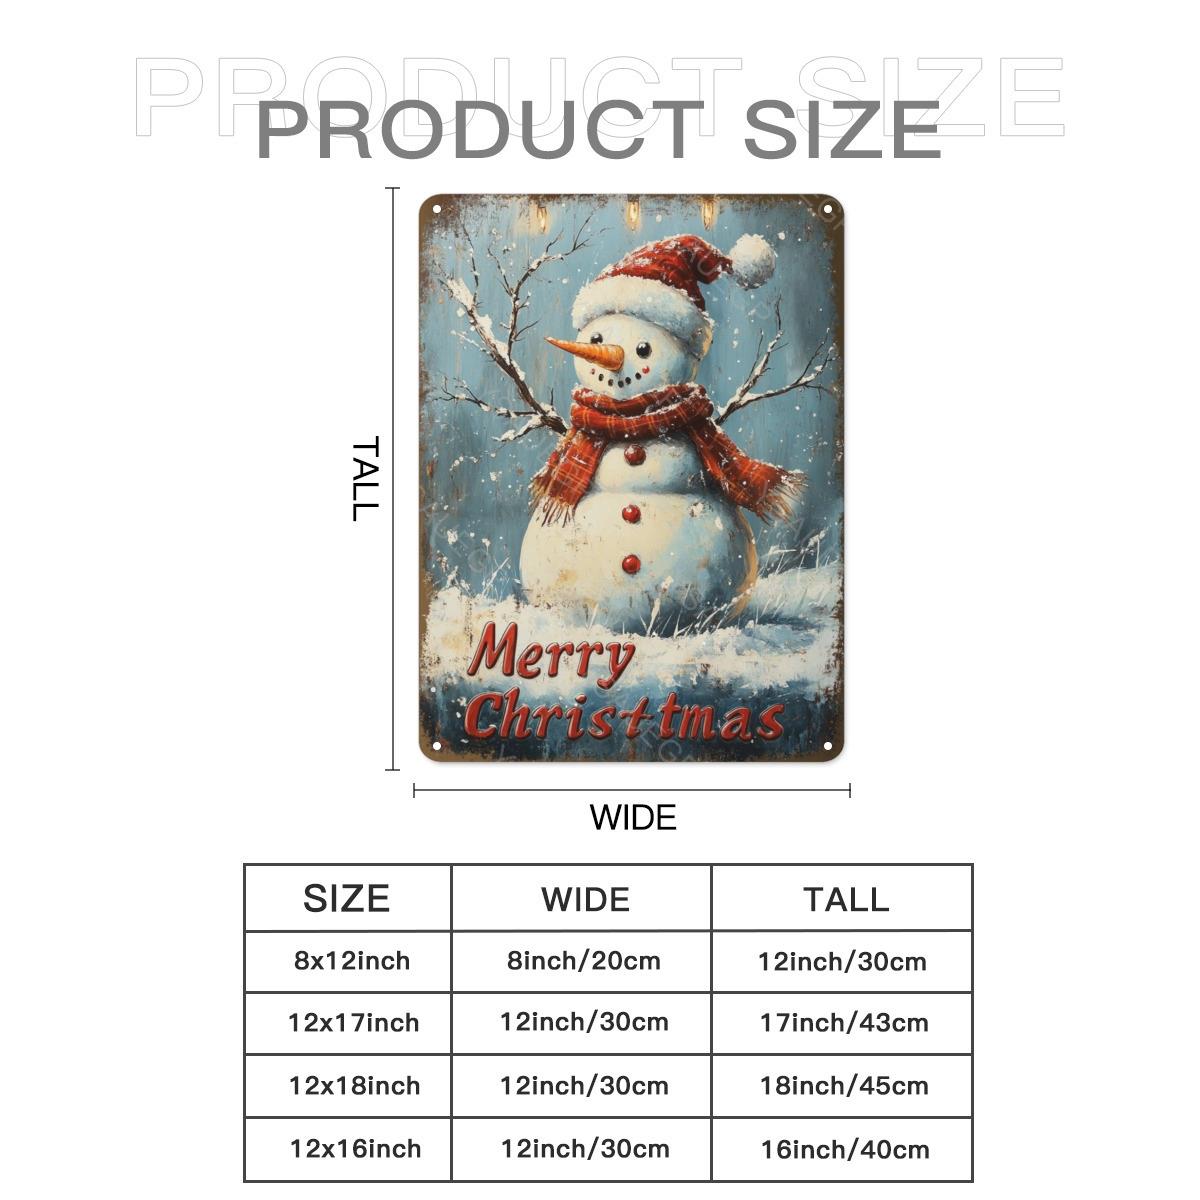 PRODUCT SIZE
PRODUCT SIZE
TALL
Merry
Christtmas
WIDE
SIZE WIDE TALL
8x12inch 8inch/20cm 12inch/30cm
12x17inch 12inch/30cm 17inch/43cm
12x18inch 12inch/30cm 18inch/45cm
12x16inch 12inch/30cm 16inch/40cm